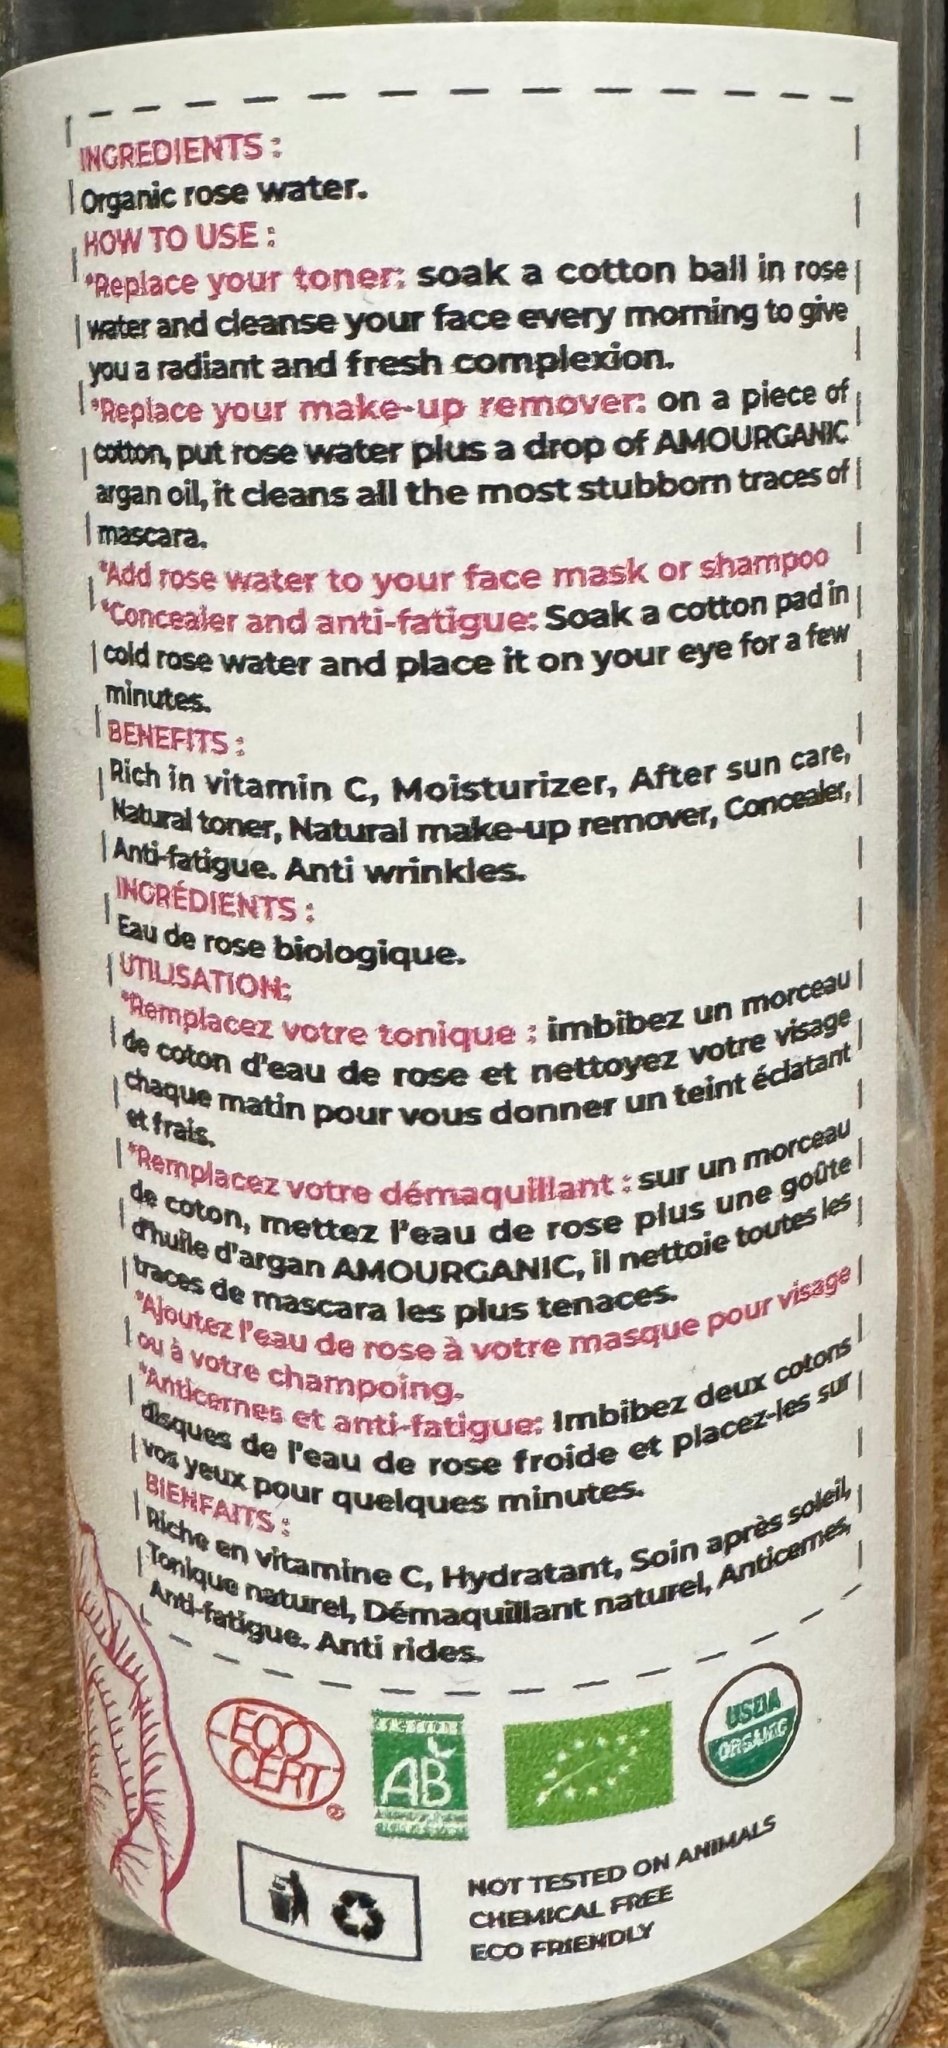 INGREDIENTS :
Organic rose water.
HOW TO USE :
*Replace your toner: soak a cotton ball in rose
water and cleanse your face every morning to give
you a radiant and fresh complexion.
*Replace your make-up remover: on a piece of
cotton, put rose water plus a drop of AMOURGANIC
argan oil, it cleans all the most stubborn traces of
mascara.
*Add rose water to your face mask or shampoo
*Concealer and anti-fatigue: Soak a cotton pad in
cold rose water and place it on your eye for a few
minutes.
BENEFITS :
Rich in vitamin C, Moisturizer, After sun care,
Natural toner, Natural make-up remover, Concealer,
Anti-fatigue. Anti wrinkles.
INGRÉDIENTS :
Eau de rose biologique.
UTILISATION:
*Remplacez votre tonique : imbibez un morceau
de coton d'eau de rose et nettoyez votre visage
chaque matin pour vous donner un teint éclatant
et frais.
*Remplacez votre démaquillant : sur un morceau
de coton, mettez l'eau de rose plus une goûte
d'huile d'argan AMOURGANIC, il nettoie toutes les
traces de mascara les plus tenaces.
*Ajoutez l'eau de rose à votre masque pour visage
ou à votre champoing.
*Anticernes et anti-fatigue: Imbibez deux cotons
disques de l'eau de rose froide et placez-les sur
vos yeux pour quelques minutes.
BIENFAITS :
Riche en vitamine C, Hydratant, Soin après soleil,
Tonique naturel, Démaquillant naturel, Anticernes,
Anti-fatigue. Anti rides.
ECO
CERT
®
AB
USDA
ORGANIC
NOT TESTED ON ANIMALS
CHEMICAL FREE
ECO FRIENDLY